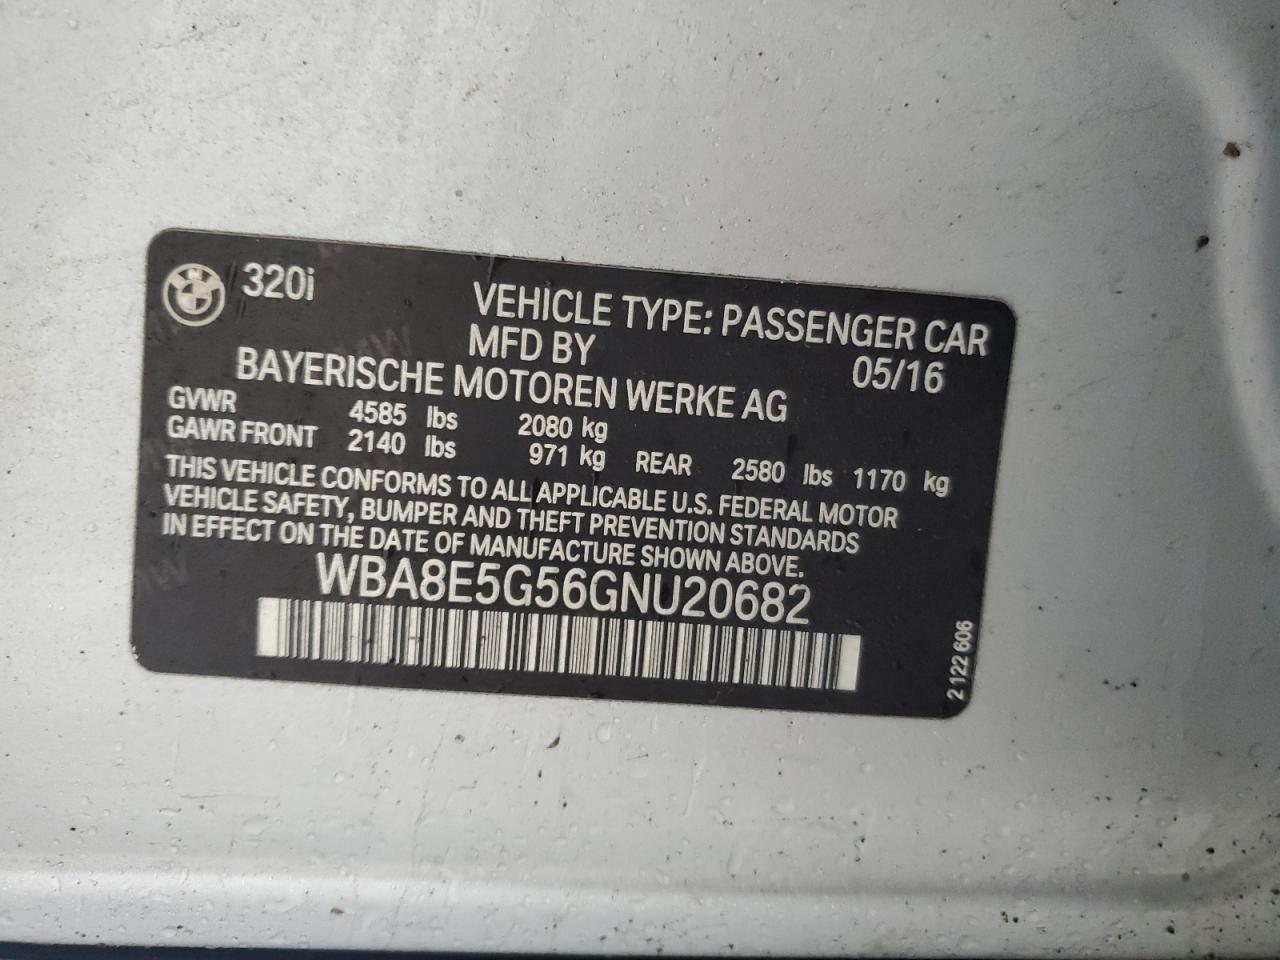 320i
VEHICLE TYPE: PASSENGER CAR
MFD BY 05/16
BAYERISCHE MOTOREN WERKE AG
GVWR 4585 lbs 2080 kg
GAWR FRONT 2140 lbs 971 kg REAR 2580 lbs 1170 kg
THIS VEHICLE CONFORMS TO ALL APPLICABLE U.S. FEDERAL MOTOR
VEHICLE SAFETY, BUMPER AND THEFT PREVENTION STANDARDS
IN EFFECT ON THE DATE OF MANUFACTURE SHOWN ABOVE.
WBA8E5G56GNU20682
2 122 606